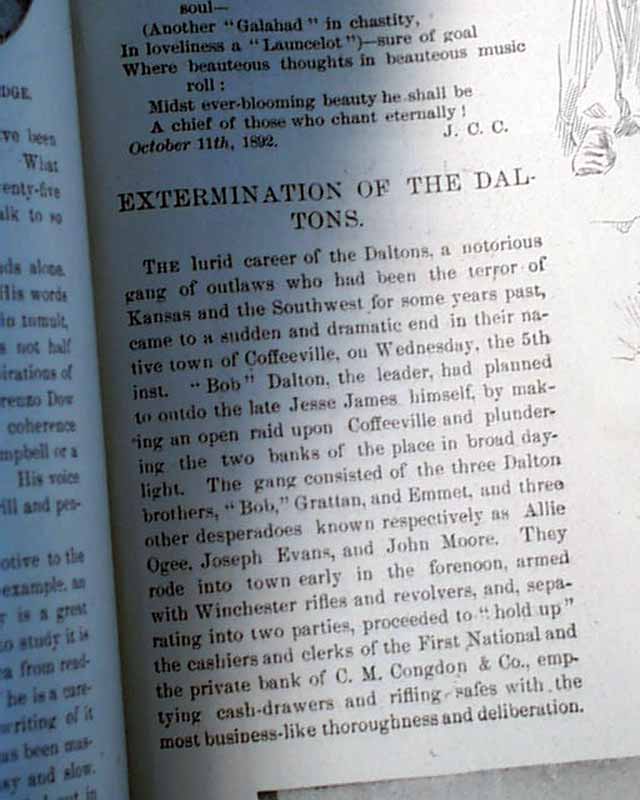 soul—
(Another "Galahad" in chastity,
In loveliness a "Launcelot")—sure of goal
Where beauteous thoughts in beauteous music
roll:
Midst ever-blooming beauty he shall be
A chief of those who chant eternally!
J. C. C.
October 11th, 1892.
EXTERMINATION OF THE DAL-
TONS.
THE lurid career of the Daltons, a notorious
gang of outlaws who had been the terror of
Kansas and the Southwest for some years past,
came to a sudden and dramatic end in their na-
tive town of Coffeeville, on Wednesday, the 5th
inst. "Bob" Dalton, the leader, had planned
to outdo the late Jesse James himself, by mak-
ing an open raid upon Coffeeville and plunder-
ing the two banks of the place in broad day-
light. The gang consisted of the three Dalton
brothers, "Bob," Grattan, and Emmet, and three
other desperadoes known respectively as Allie
Ogee, Joseph Evans, and John Moore. They
rode into town early in the forenoon, armed
with Winchester rifles and revolvers, and, sepa-
rating into two parties, proceeded to "hold up"
the cashiers and clerks of the First National and
the private bank of C. M. Congdon & Co., emp-
tying cash-drawers and rifling safes with the
most business-like thoroughness and deliberation.
been
What
alk to so
alone.
His words
in tumult,
not half
irations of
coherence
mpbell or a
His voice
and pen-
otive to the
example, an
is a great
to study it is
from read-
he is a care-
writing of it
has been mas-
and slow.